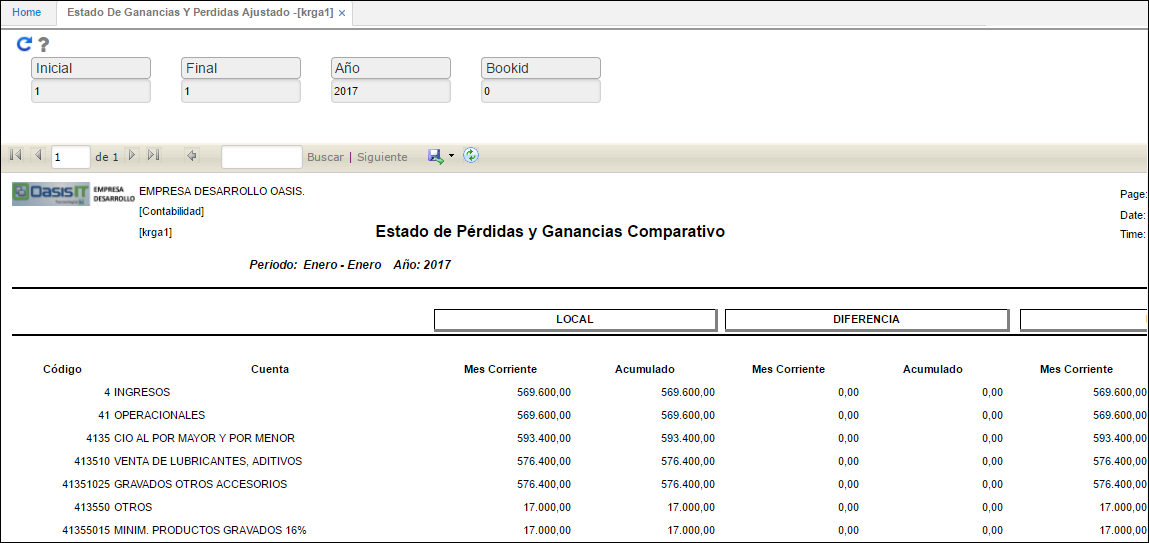 Home Estado De Ganancias Y Perdidas Ajustado -[krga1] ×
?
Inicial Final Año Bookid
1 1 2017 0
1 de 1 Buscar | Siguiente
OasisIT EMPRESA DESARROLLO EMPRESA DESARROLLO OASIS. Page:
[Contabilidad] Date:
[krga1] Estado de Pérdidas y Ganancias Comparativo Time:
Periodo: Enero - Enero Año: 2017
LOCAL DIFERENCIA
Código Cuenta Mes Corriente Acumulado Mes Corriente Acumulado Mes Corriente
4 INGRESOS 569.600,00 569.600,00 0,00 0,00 569.600,00
41 OPERACIONALES 569.600,00 569.600,00 0,00 0,00 569.600,00
4135 CIO AL POR MAYOR Y POR MENOR 593.400,00 593.400,00 0,00 0,00 593.400,00
413510 VENTA DE LUBRICANTES, ADITIVOS 576.400,00 576.400,00 0,00 0,00 576.400,00
41351025 GRAVADOS OTROS ACCESORIOS 576.400,00 576.400,00 0,00 0,00 576.400,00
413550 OTROS 17.000,00 17.000,00 0,00 0,00 17.000,00
41355015 MINIM. PRODUCTOS GRAVADOS 16% 17.000,00 17.000,00 0,00 0,00 17.000,00